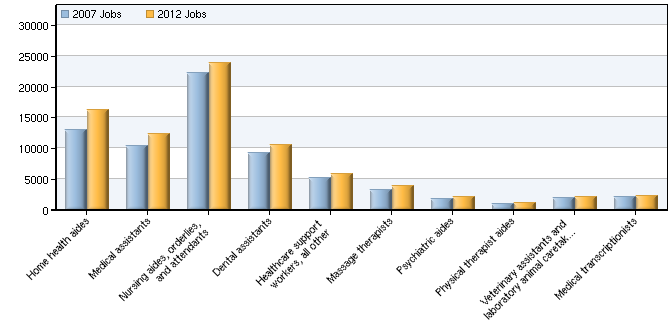 2007 Jobs
2012 Jobs
30000
25000
20000
15000
10000
5000
0
Home health aides
Medical assistants
Nursing aides, orderlies,
and attendants
Dental assistants
Healthcare support
workers, all other
Massage therapists
Psychiatric aides
Physical therapist aides
Veterinary assistants and
laboratory animal caretak...
Medical transcriptionists